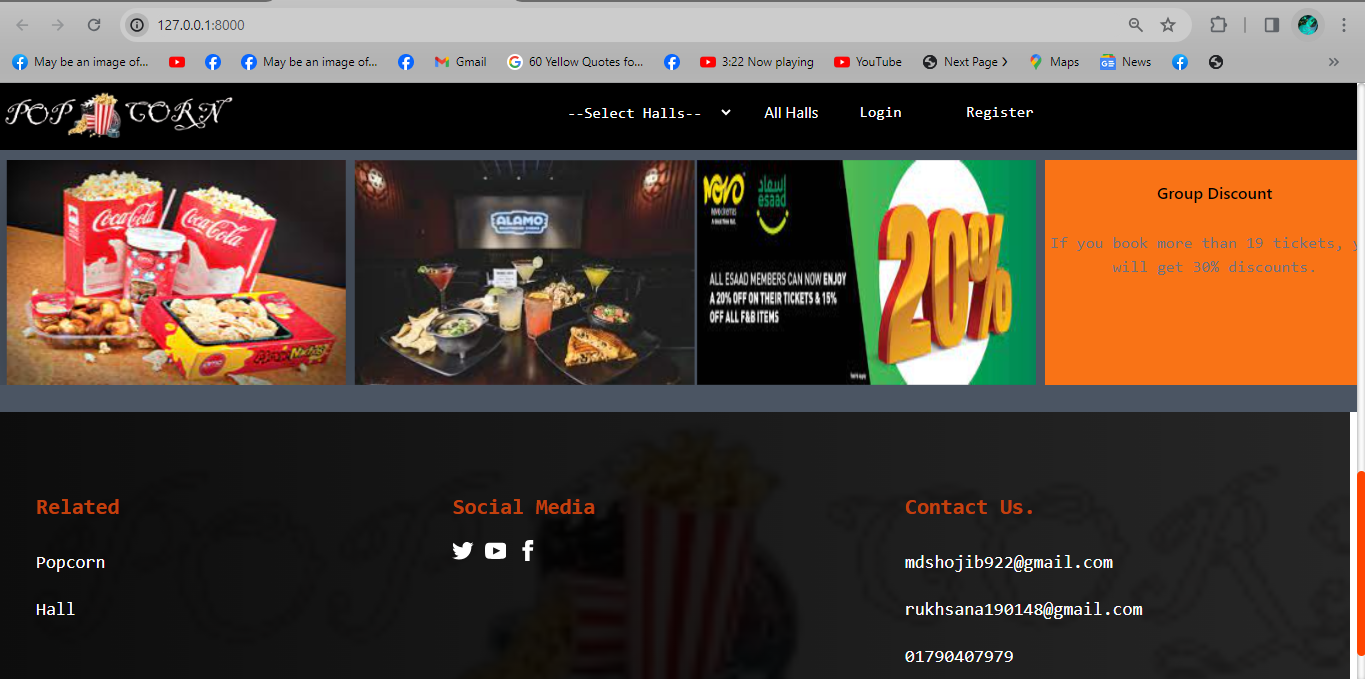 127.0.0.1:8000
May be an image of...
May be an image of...
Gmail
60 Yellow Quotes fo...
3:22 Now playing
YouTube
Next Page
Maps
News
POP CORN
--Select Halls--
All Halls
Login
Register
Coca-Cola
Coca-Cola
ALAMO
NOVO
إسعاد
esaad
ALL ESAAD MEMBERS CAN NOW ENJOY
A 20% OFF ON THEIR TICKETS & 15%
OFF ALL F&B ITEMS
20%
Group Discount
If you book more than 19 tickets, y
will get 30% discounts.
Related
Social Media
Contact Us.
Popcorn
mdshojib922@gmail.com
Hall
rukhsana190148@gmail.com
01790407979